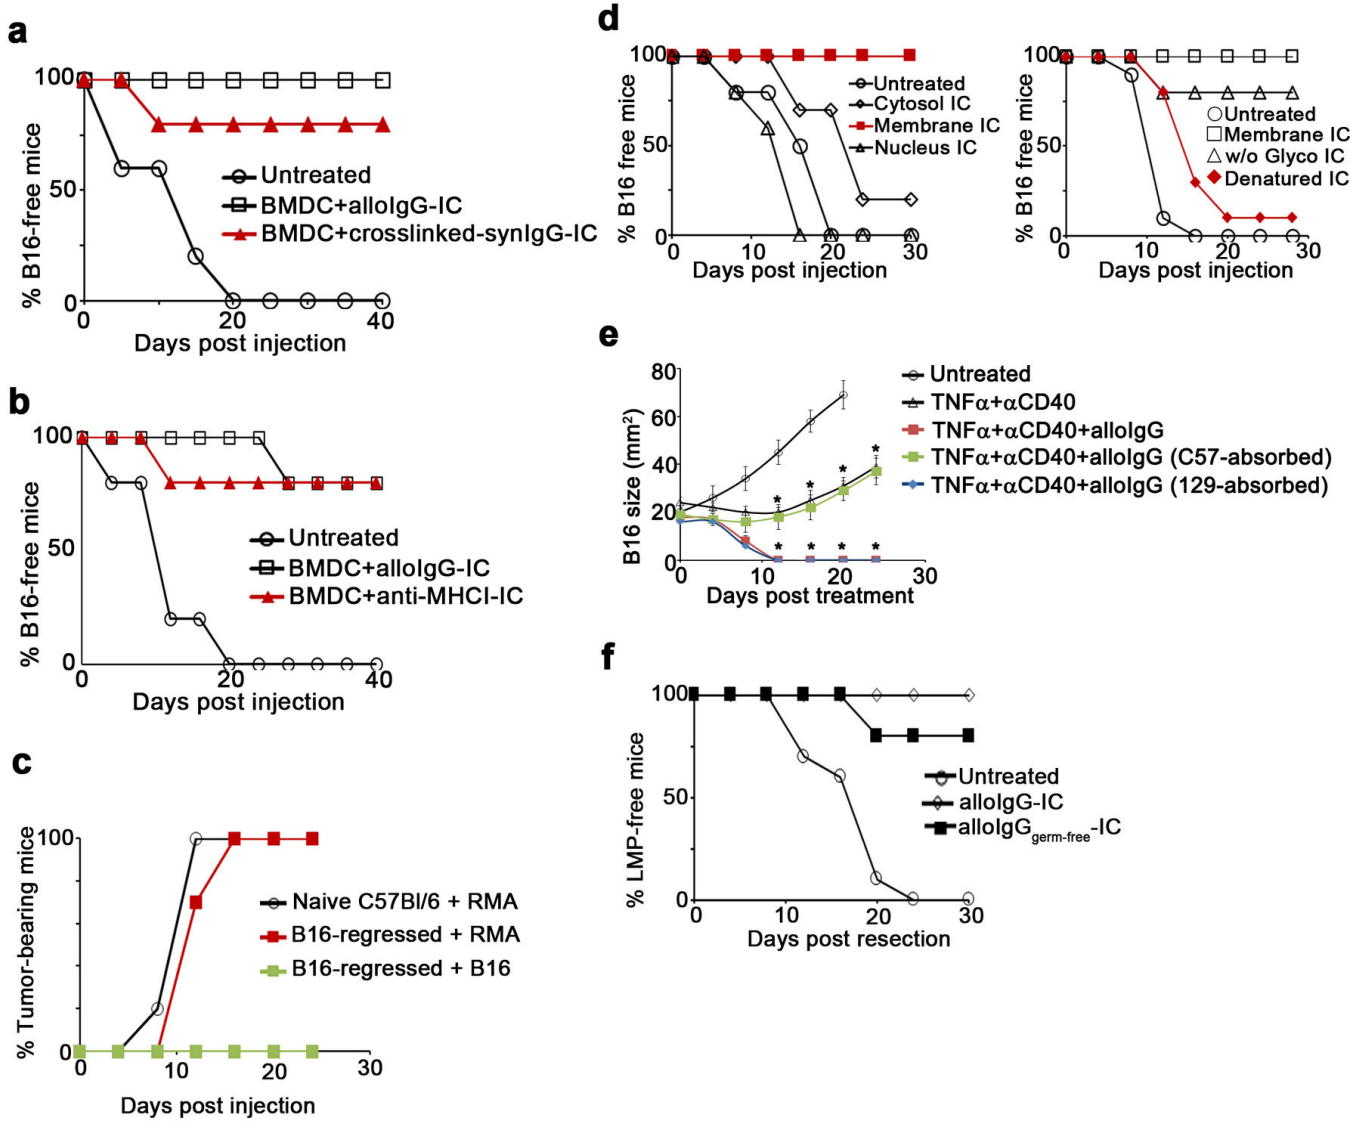 a
100
50
0
0
20
40
% B16-free mice
Days post injection
Untreated
BMDC+alloIgG-IC
BMDC+crosslinked-synIgG-IC
b
100
50
0
0
20
40
% B16-free mice
Days post injection
Untreated
BMDC+alloIgG-IC
BMDC+anti-MHCI-IC
c
100
0
0
10
20
30
% Tumor-bearing mice
Days post injection
Naive C57Bl/6 + RMA
B16-regressed + RMA
B16-regressed + B16
d
100
50
0
0
10
20
30
% B16 free mice
Days post injection
Untreated
Cytosol IC
Membrane IC
Nucleus IC
100
50
0
0
10
20
30
% B16 free mice
Days post injection
Untreated
Membrane IC
w/o Glyco IC
Denatured IC
e
80
60
40
20
0
0
10
20
30
B16 size (mm²)
Days post treatment
* * * *
* * * *
Untreated
TNFα+αCD40
TNFα+αCD40+alloIgG
TNFα+αCD40+alloIgG (C57-absorbed)
TNFα+αCD40+alloIgG (129-absorbed)
f
100
50
0
0
10
20
30
% LMP-free mice
Days post resection
Untreated
alloIgG-IC
alloIgGgerm-free-IC